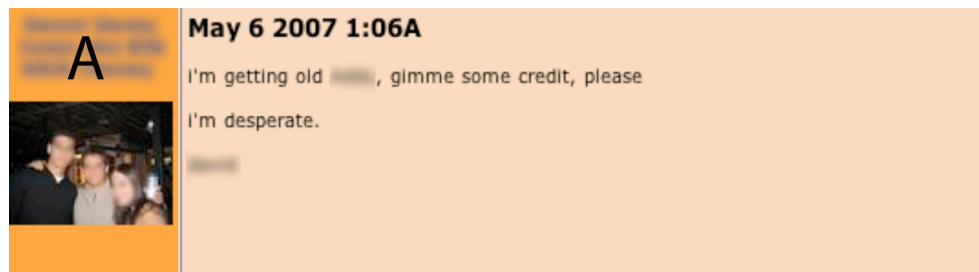 A
May 6 2007 1:06A
i'm getting old , gimme some credit, please
i'm desperate.